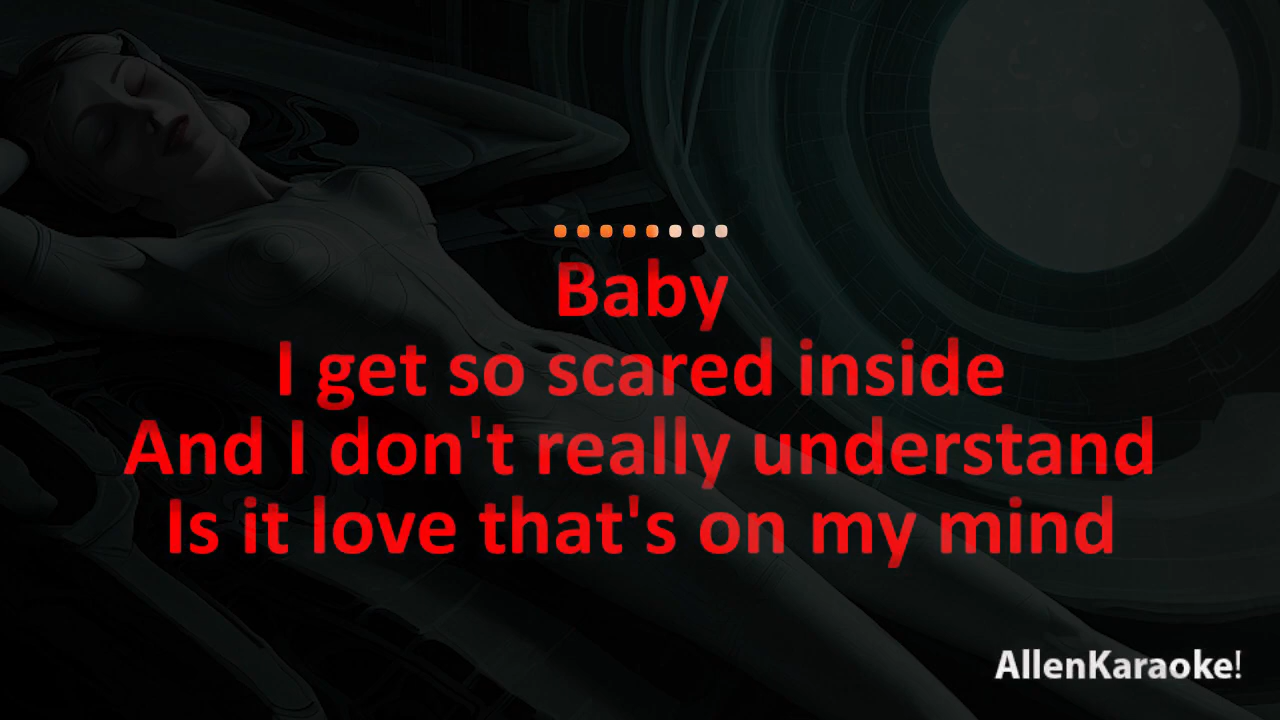 Baby
I get so scared inside
And I don't really understand
Is it love that's on my mind
AllenKaraoke!